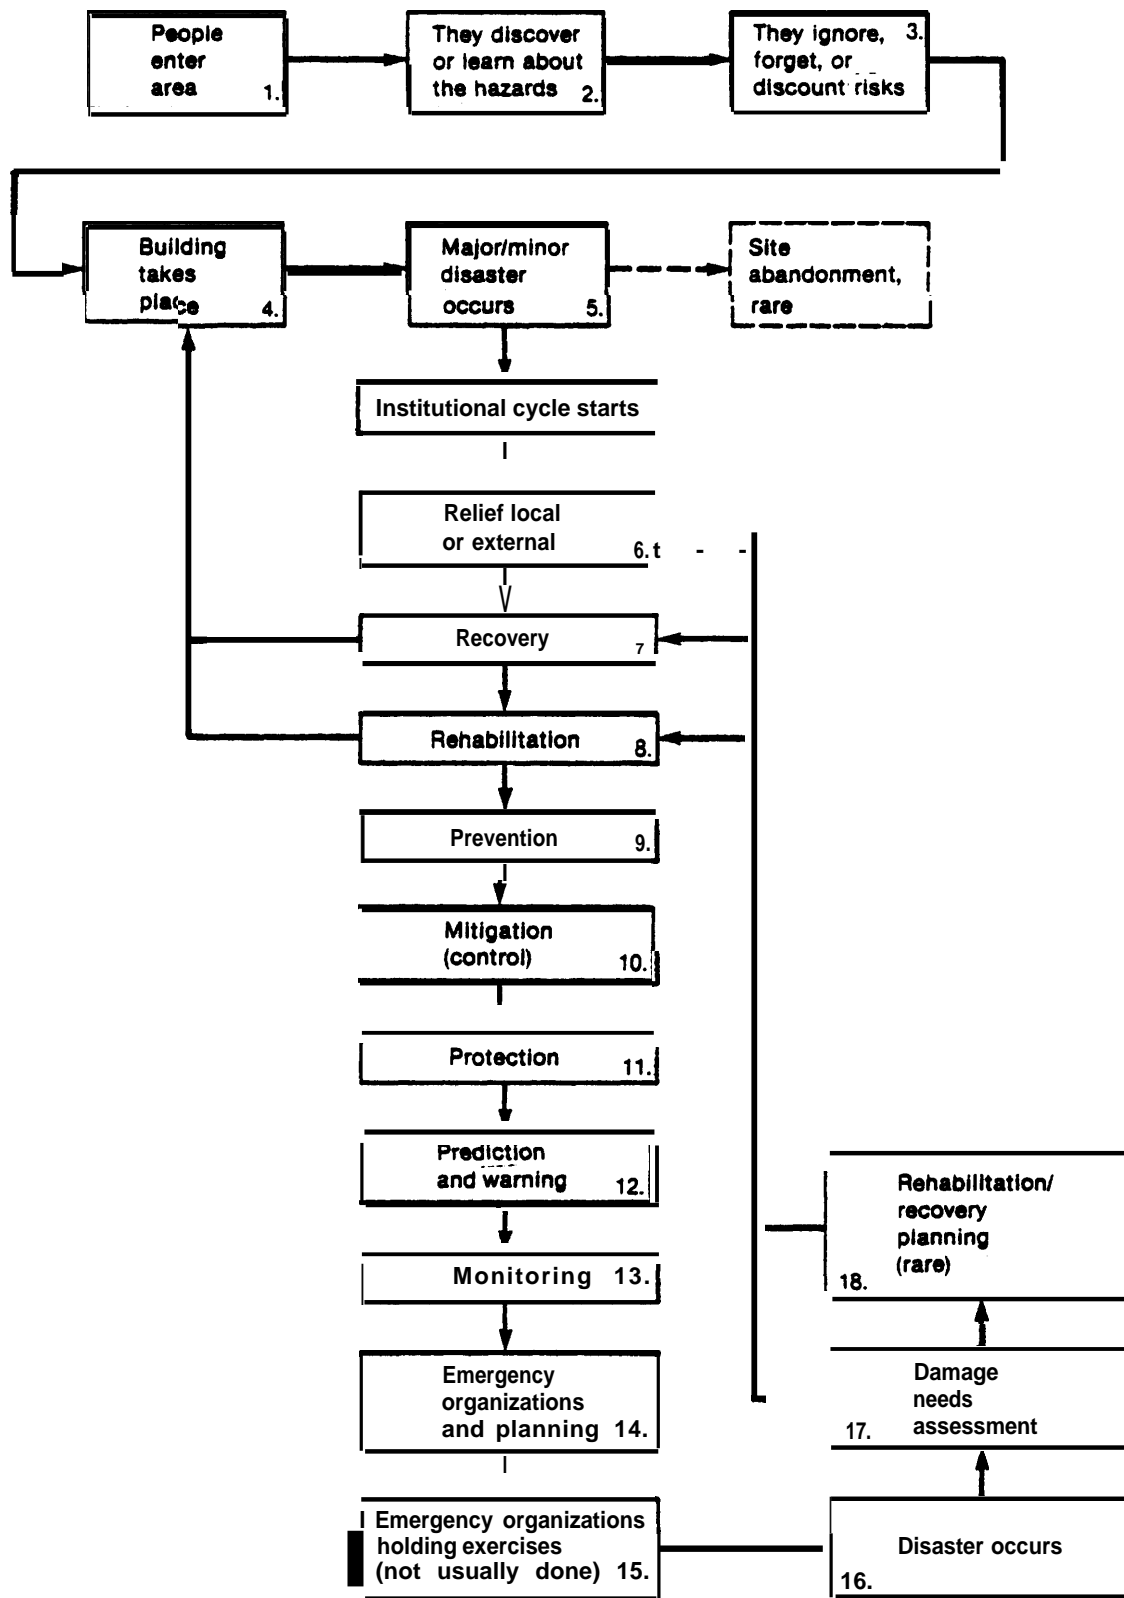 People
enter
area 1.
They discover
or learn about
the hazards 2.
They ignore, 3.
forget, or
discount risks
Building
takes
place 4.
Major/minor
disaster
occurs 5.
Site
abandonment,
rare
Institutional cycle starts
Relief local
or external 6.t - -
Recovery 7
Rehabilitation 8.
Prevention 9.
Mitigation
(control) 10.
Protection 11.
Prediction
and warning 12.
Monitoring 13.
Emergency
organizations
and planning 14.
Emergency organizations
holding exercises
(not usually done) 15.
Disaster occurs
16.
Damage
needs
17. assessment
Rehabilitation/
recovery
planning
(rare)
18.